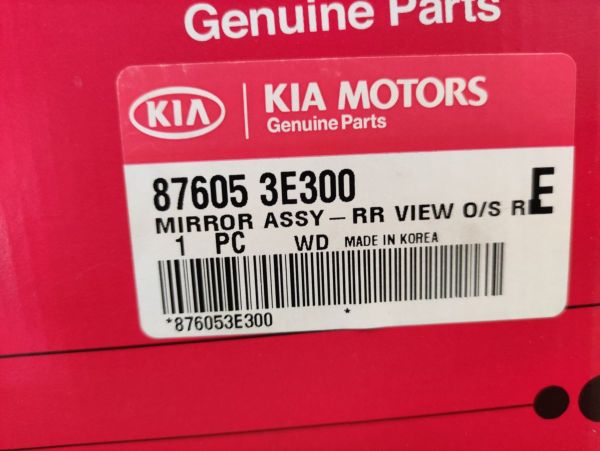 Genuine Parts
KIA
KIA MOTORS
Genuine Parts
87605 3E300
E
MIRROR ASSY-RR VIEW O/S
1 PC WD MADE IN KOREA
*876053E300 *